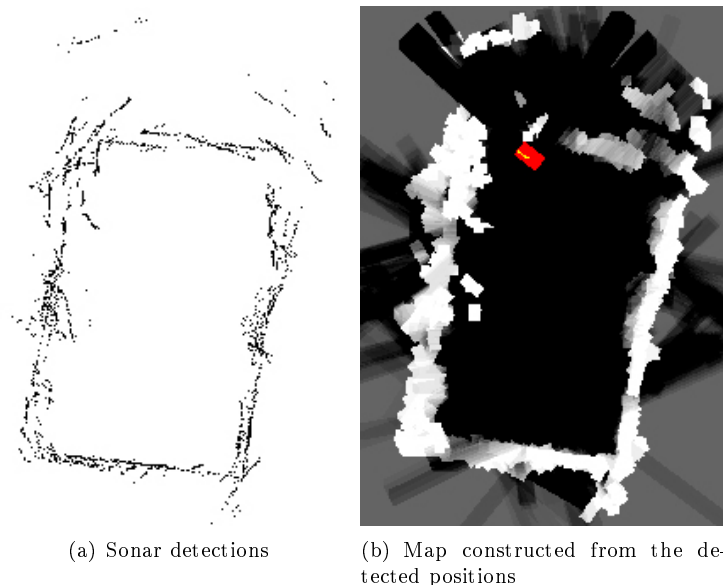 (a) Sonar detections
(b) Map constructed from the de-
tected positions